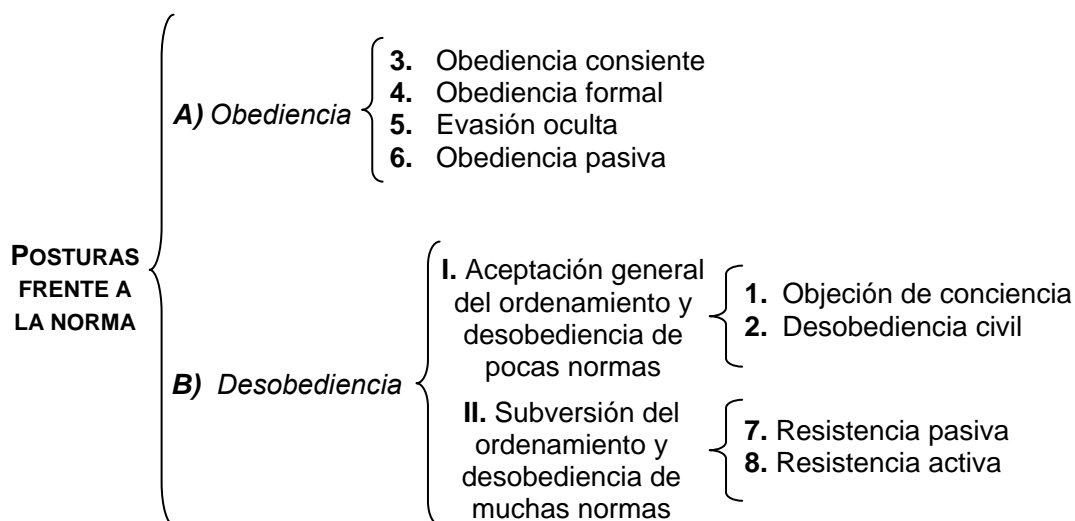 3. Obediencia consiente
4. Obediencia formal
5. Evasión oculta
6. Obediencia pasiva
A) Obediencia
POSTURAS
FRENTE A
LA NORMA
B) Desobediencia
I. Aceptación general
del ordenamiento y
desobediencia de
pocas normas
1. Objeción de conciencia
2. Desobediencia civil
II. Subversión del
ordenamiento y
desobediencia de
muchas normas
7. Resistencia pasiva
8. Resistencia activa